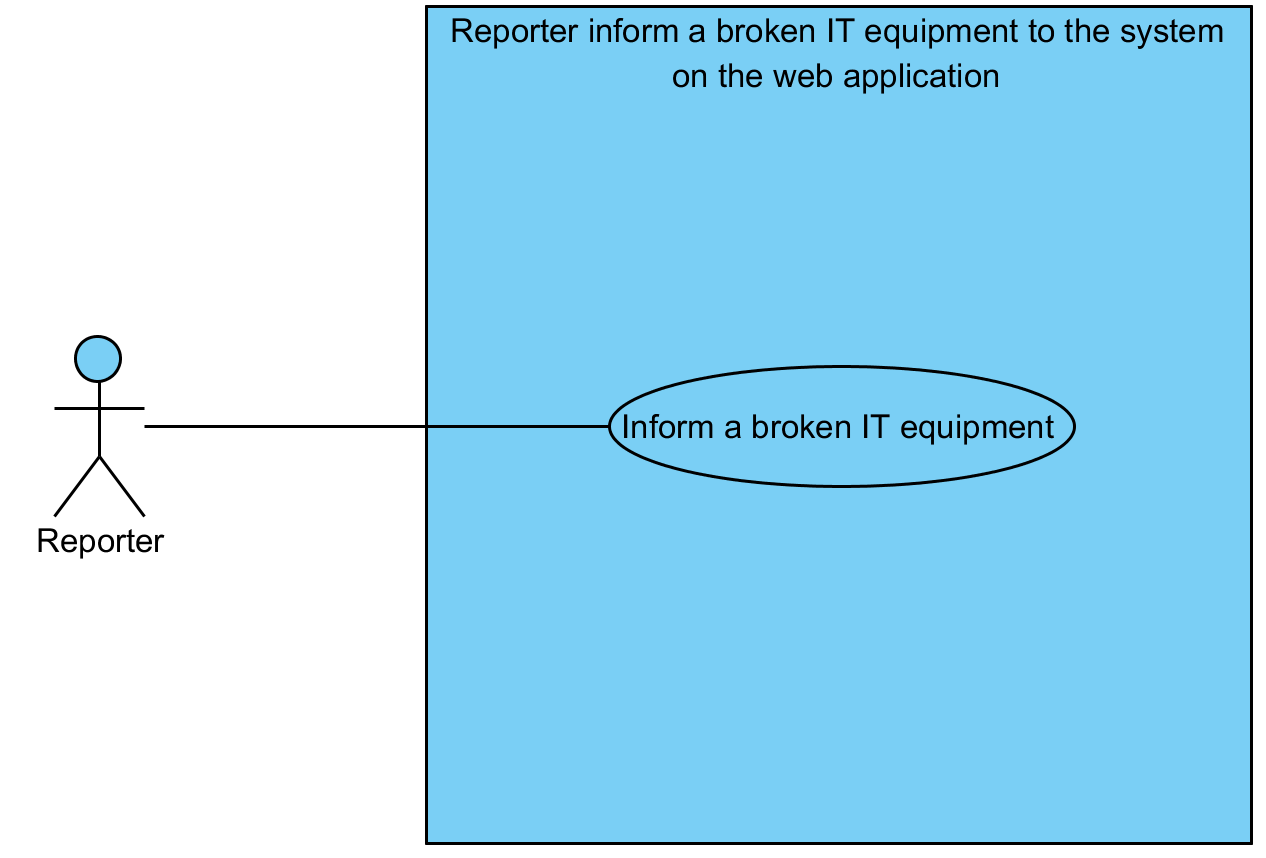 Reporter inform a broken IT equipment to the system
on the web application
Inform a broken IT equipment
Reporter